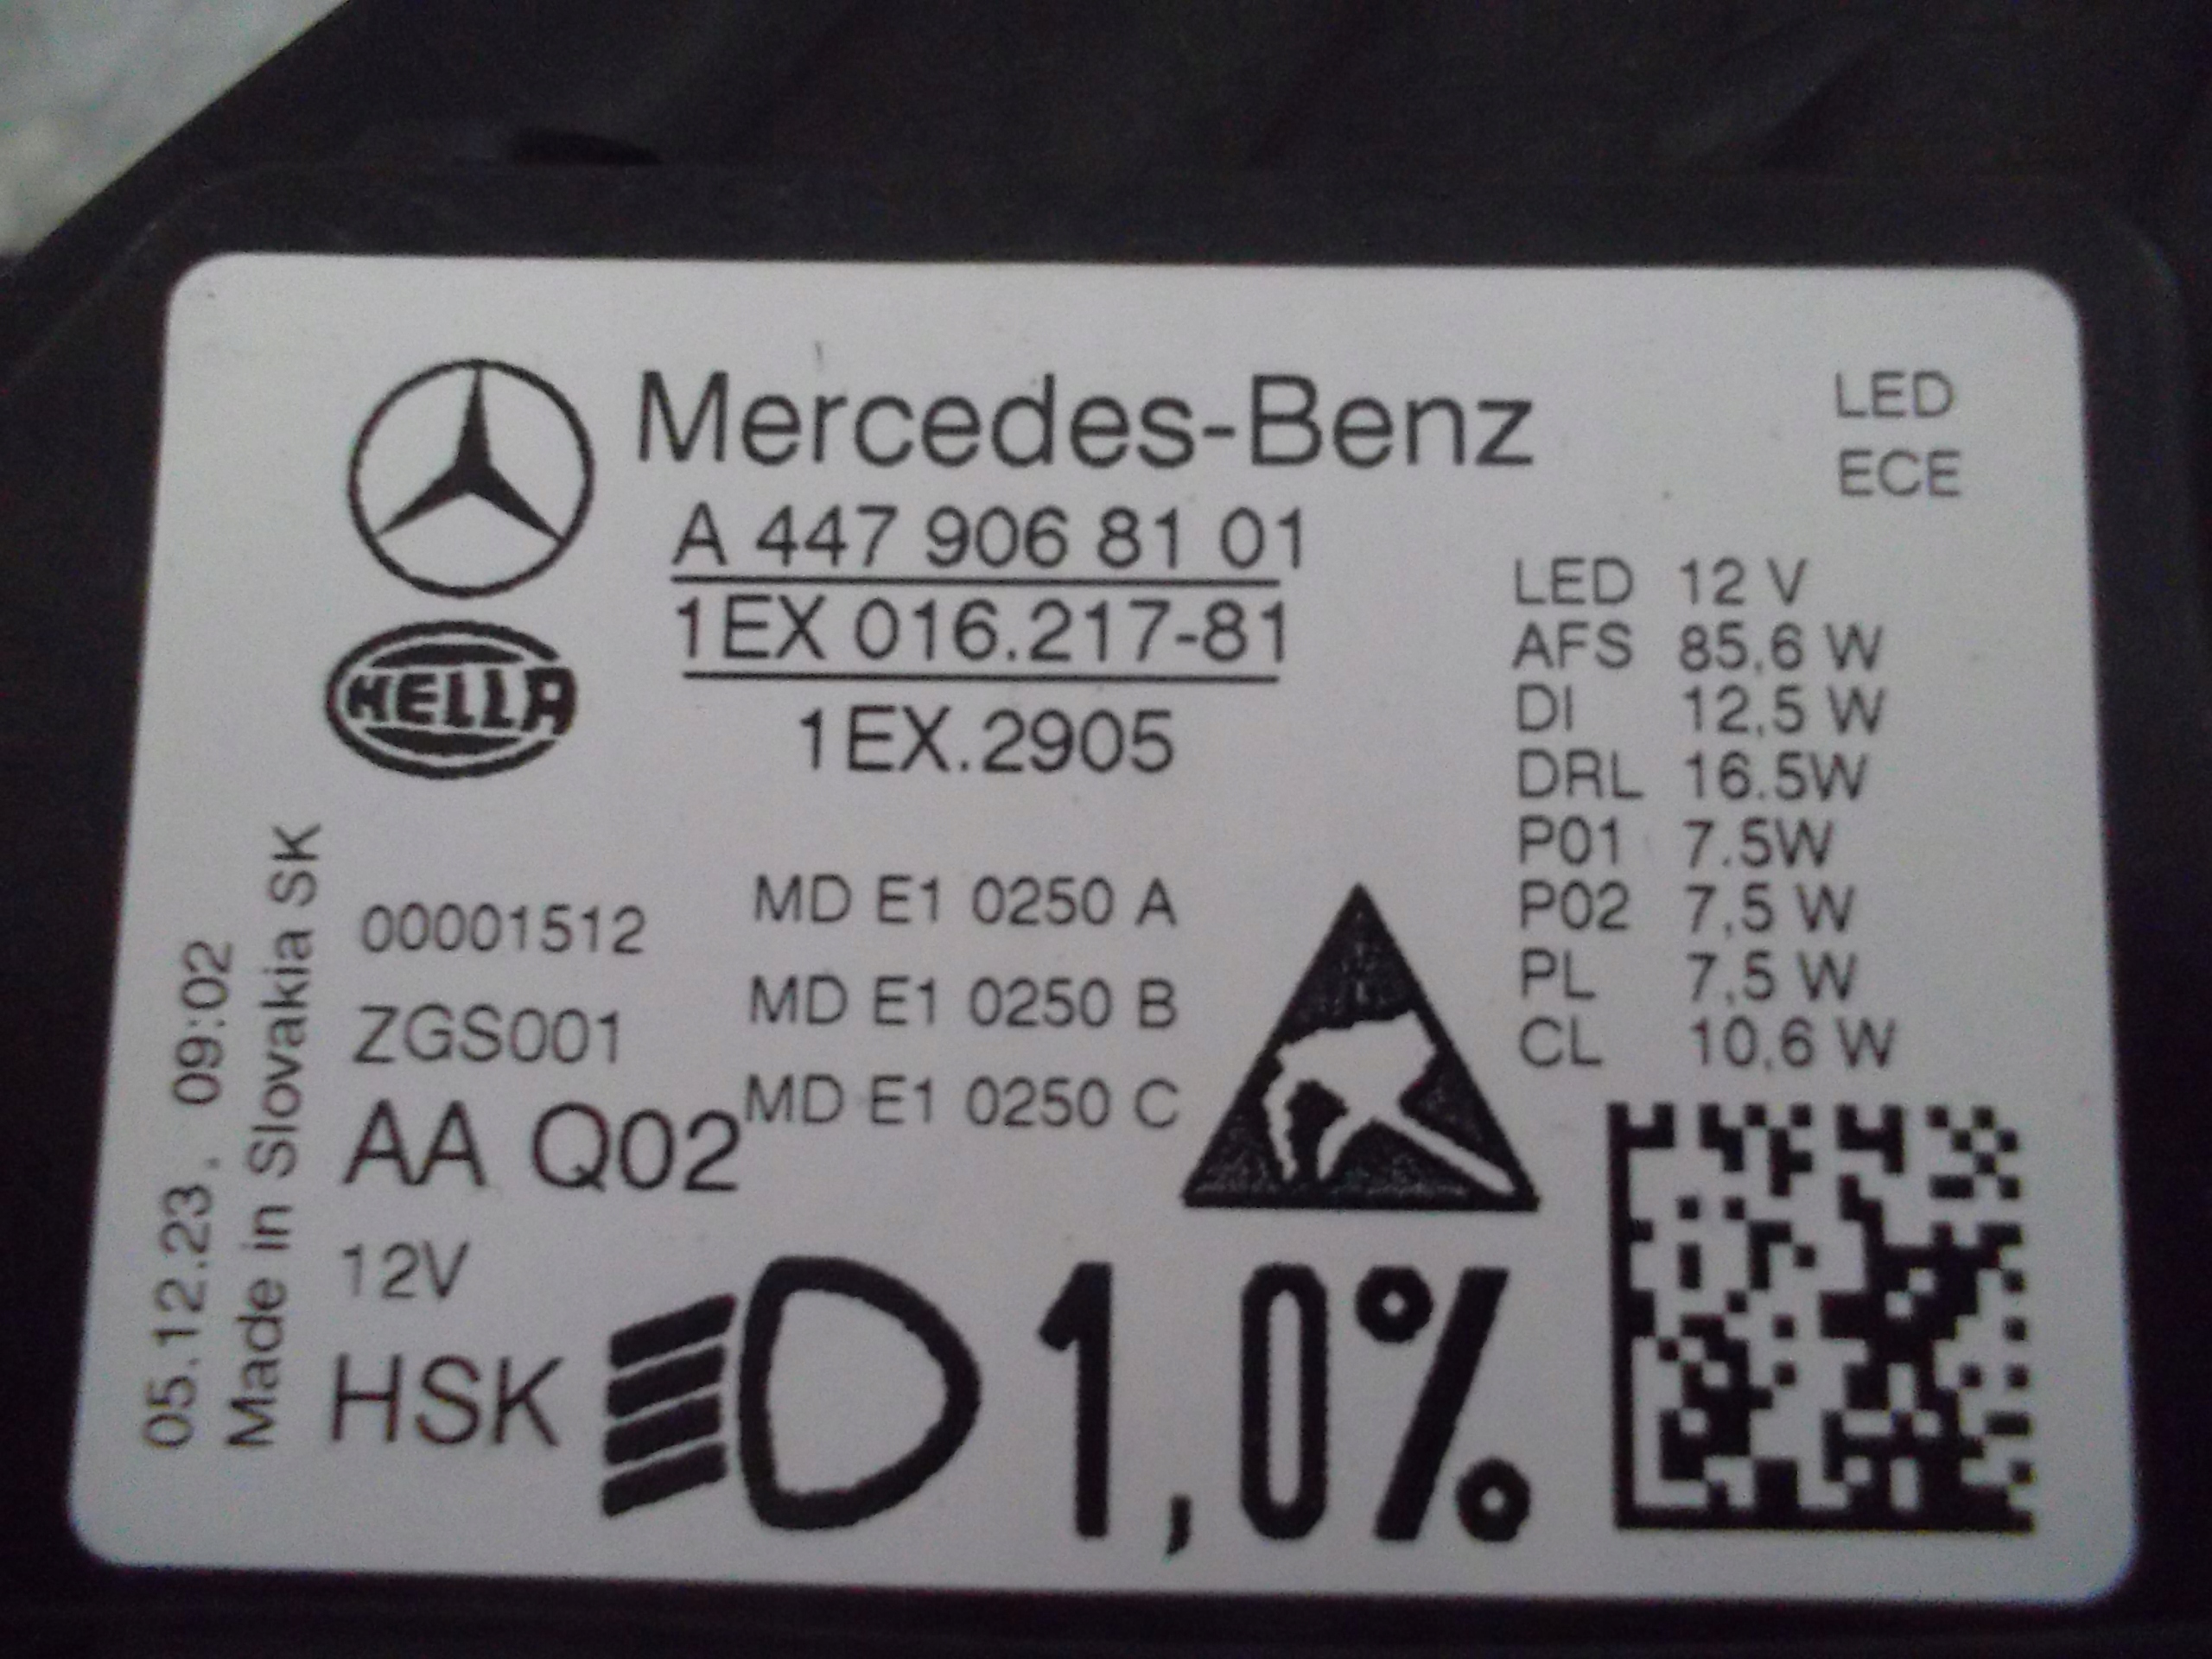 Mercedes-Benz
LED
ECE
A 447 906 81 01
1EX 016.217-81
1EX.2905
HELLA
LED 12 V
AFS 85,6 W
DI 12,5 W
DRL 16.5W
P01 7.5W
P02 7,5 W
PL 7,5 W
CL 10,6 W
05.12.23. 09:02
Made in Slovakia SK
00001512
ZGS001
AA Q02
12V
HSK
MD E1 0250 A
MD E1 0250 B
MD E1 0250 C
1,0%